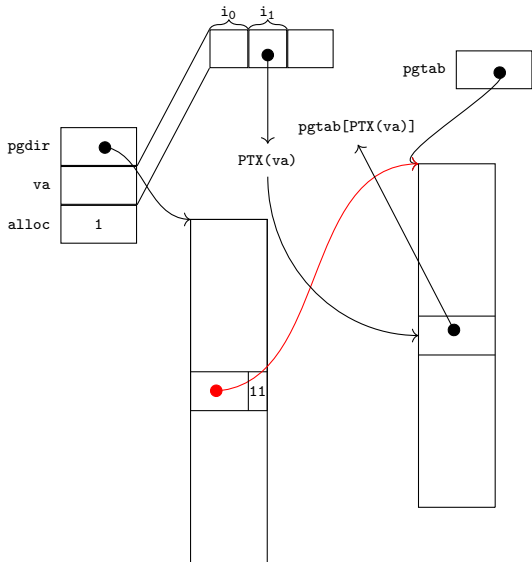 i0 i1
pgtab
pgtab[PTX(va)]
pgdir
PTX(va)
va
alloc 1
11